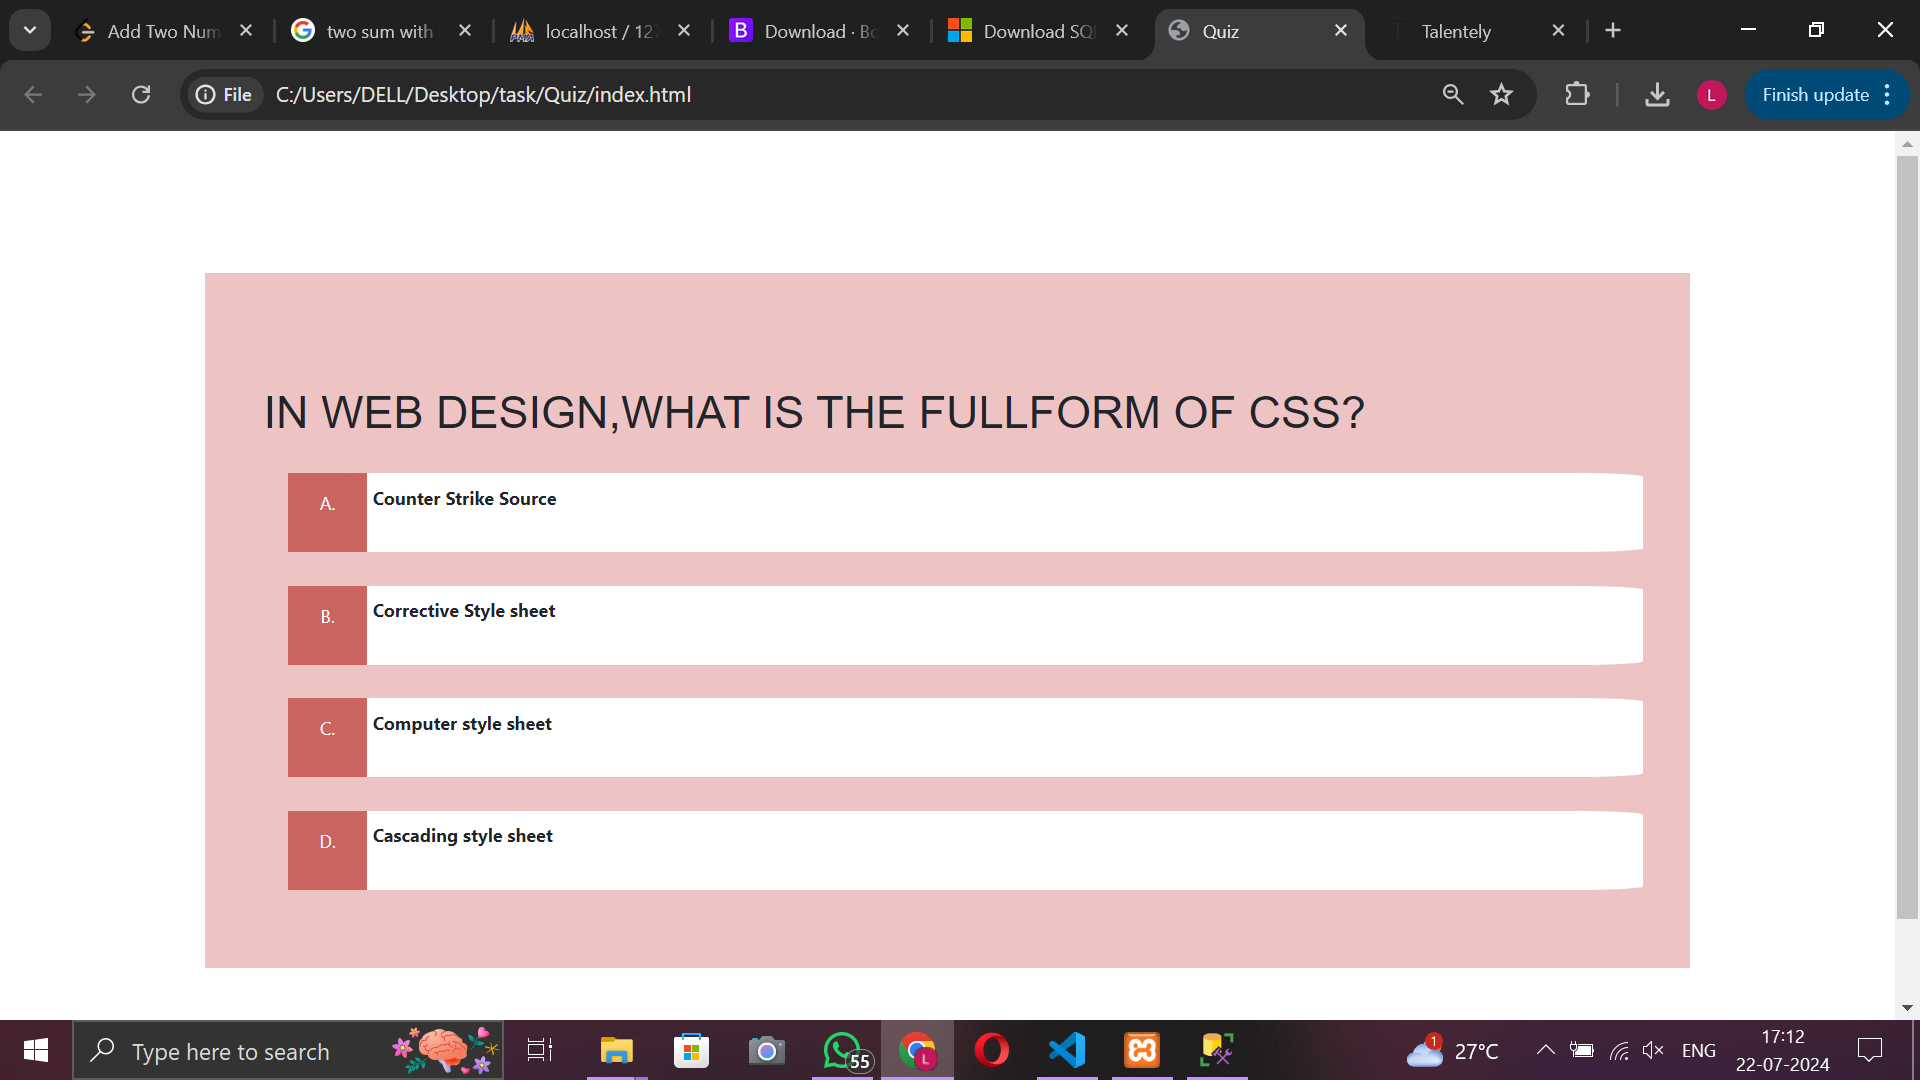 Add Two Num
two sum with
localhost / 127
B Download · Bo
Download SQL
Quiz
Talentely
File C:/Users/DELL/Desktop/task/Quiz/index.html
L
Finish update
IN WEB DESIGN,WHAT IS THE FULLFORM OF CSS?
A. Counter Strike Source
B. Corrective Style sheet
C. Computer style sheet
D. Cascading style sheet
Type here to search
55
L
1
27°C
ENG
17:12
22-07-2024